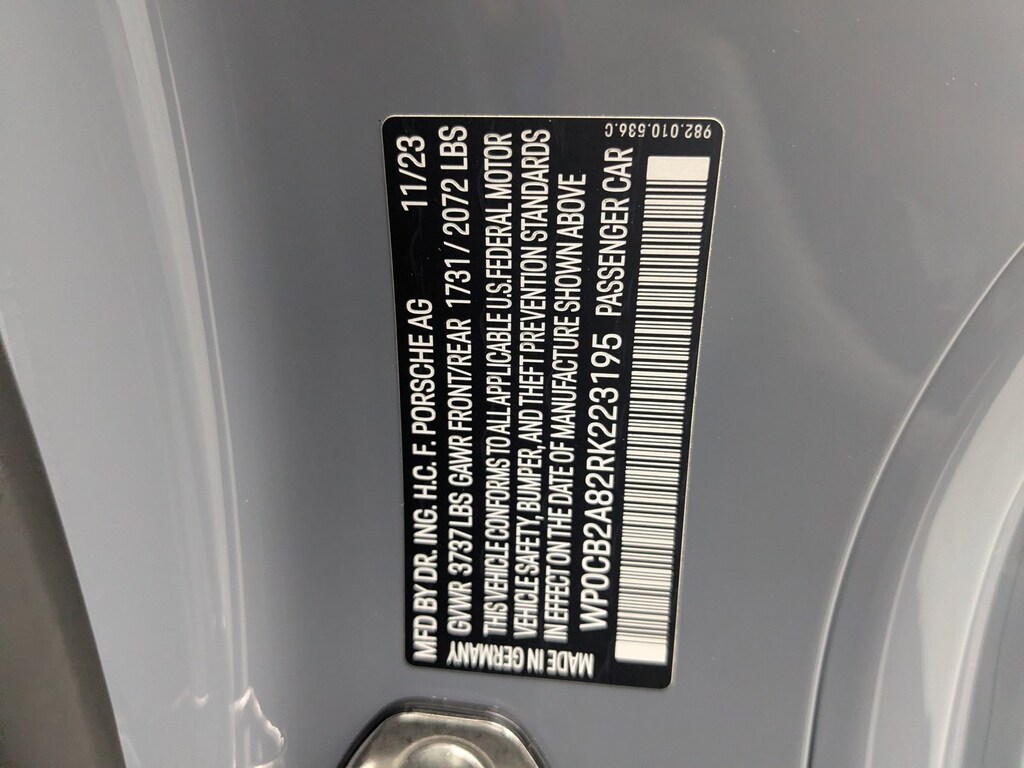 MFD BY DR. ING. H.C. F. PORSCHE AG 11/23
GVWR 3737 LBS GAWR FRONT/REAR 1731 / 2072 LBS
THIS VEHICLE CONFORMS TO ALL APPLICABLE U.S. FEDERAL MOTOR
VEHICLE SAFETY, BUMPER, AND THEFT PREVENTION STANDARDS
IN EFFECT ON THE DATE OF MANUFACTURE SHOWN ABOVE
WP0CB2A82RK223195 PASSENGER CAR
MADE IN GERMANY
982.010.536.C